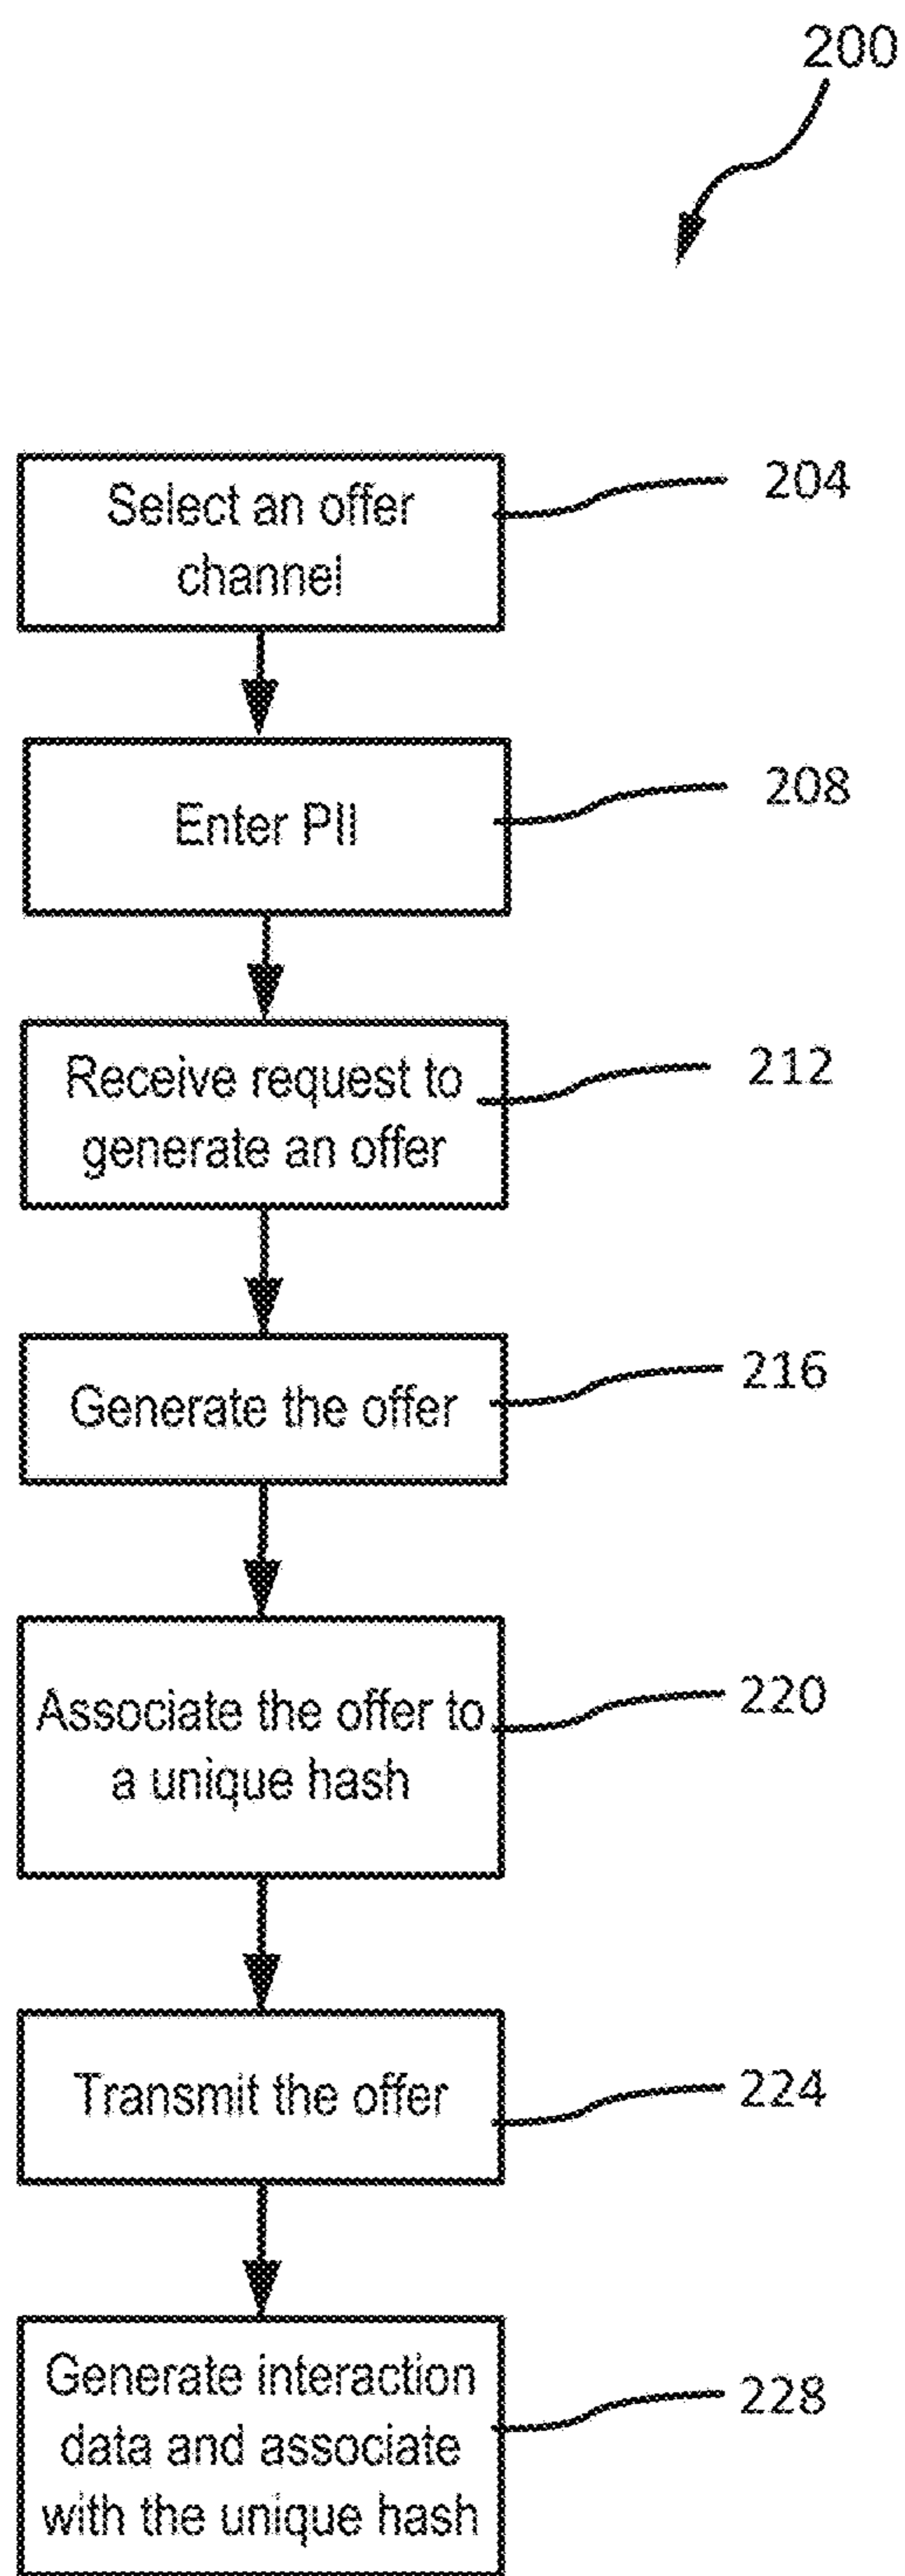 200
Select an offer
channel
204
Enter PII
208
Receive request to
generate an offer
212
Generate the offer
216
Associate the offer to
a unique hash
220
Transmit the offer
224
Generate interaction
data and associate
with the unique hash
228